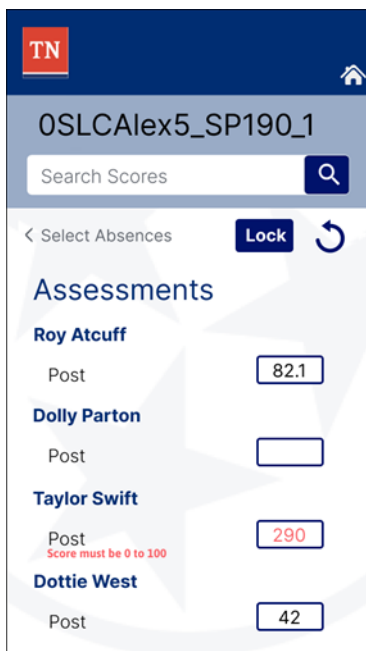 TN
0SLCAlex5_SP190_1
Search Scores
< Select Absences Lock
Assessments
Roy Atcuff
Post 82.1
Dolly Parton
Post
Taylor Swift
Post 290
Score must be 0 to 100
Dottie West
Post 42